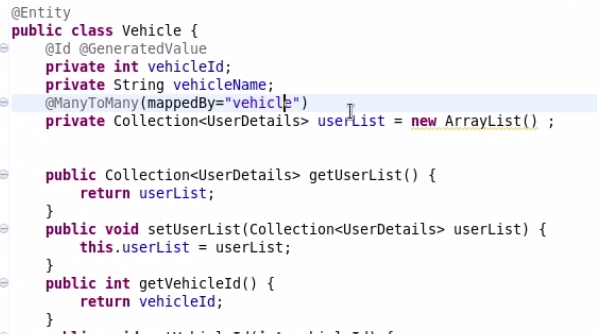 @Entity
public class Vehicle {
@Id @GeneratedValue
private int vehicleId;
private String vehicleName;
@ManyToMany(mappedBy="vehicle")
private Collection<UserDetails> userList = new ArrayList() ;
public Collection<UserDetails> getUserList() {
return userList;
}
public void setUserList(Collection<UserDetails> userList) {
this.userList = userList;
}
public int getVehicleId() {
return vehicleId;
}